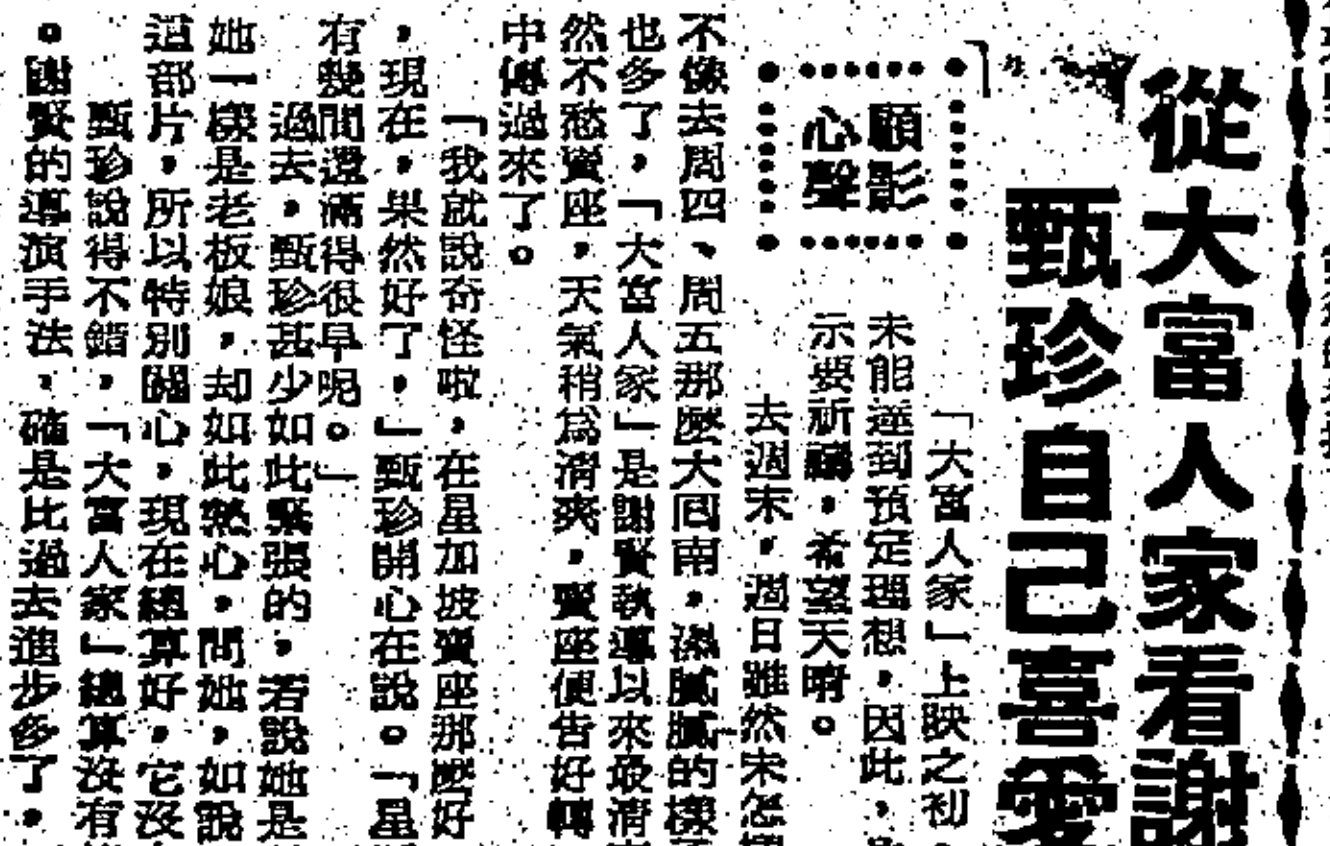 從大富人家看謝
甄珍自己喜愛
顧影
心聲
「大富人家」上映之初
未能達到預定理想,因此,
示要祈禱,希望天晴。
去週末,週日雖然未怎
不像去周四、周五那麽大回南,濕膩膩的樣
也多了,「大富人家」是謝賢執導以來最
然不愁賣座,天氣稍爲清爽,賣座便告好轉
中傳過來了。
「我就說奇怪啦,在星加坡賣座那麽好
,現在,果然好了,」甄珍開心在說。「星
有幾間還滿得很早呢。」
過去,甄珍甚少如此緊張的,若說她是
她一樣是老板娘,却如此熱心,問她,如說
這部片,所以特別關心,現在總算好,它沒
甄珍說得不錯,「大富人家」總算沒有
。謝賢的導演手法,確是比過去進步多了,